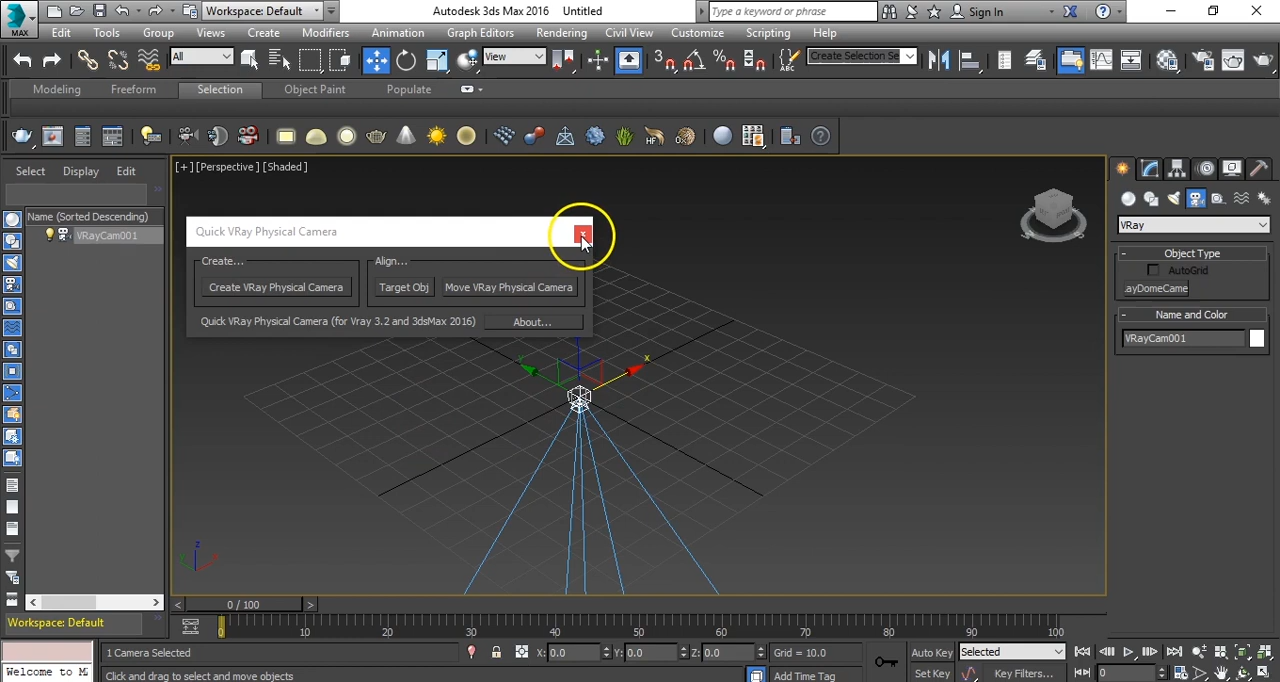 Workspace: Default
Autodesk 3ds Max 2016 Untitled
Type a keyword or phrase
Sign In
MAX
Edit Tools Group Views Create Modifiers Animation Graph Editors Rendering Civil View Customize Scripting Help
All
View
Create Selection Se
Modeling Freeform Selection Object Paint Populate
Select Display Edit
[+] [Perspective] [Shaded]
Name (Sorted Descending)
VRayCam001
Quick VRay Physical Camera
x
Create...
Align...
Create VRay Physical Camera
Target Obj
Move VRay Physical Camera
Quick VRay Physical Camera (for Vray 3.2 and 3dsMax 2016)
About...
x
z
VRay
- Object Type
AutoGrid
.ayDomeCame
- Name and Color
VRayCam001
< 0 / 100 >
Workspace: Default
0 10 20 30 40 50 60 70 80 90 100
1 Camera Selected
X: 0.0 Y: 0.0 Z: 0.0
Grid = 10.0
Auto Key
Selected
Welcome to M
Click and drag to select and move objects
Add Time Tag
Set Key
Key Filters...
0